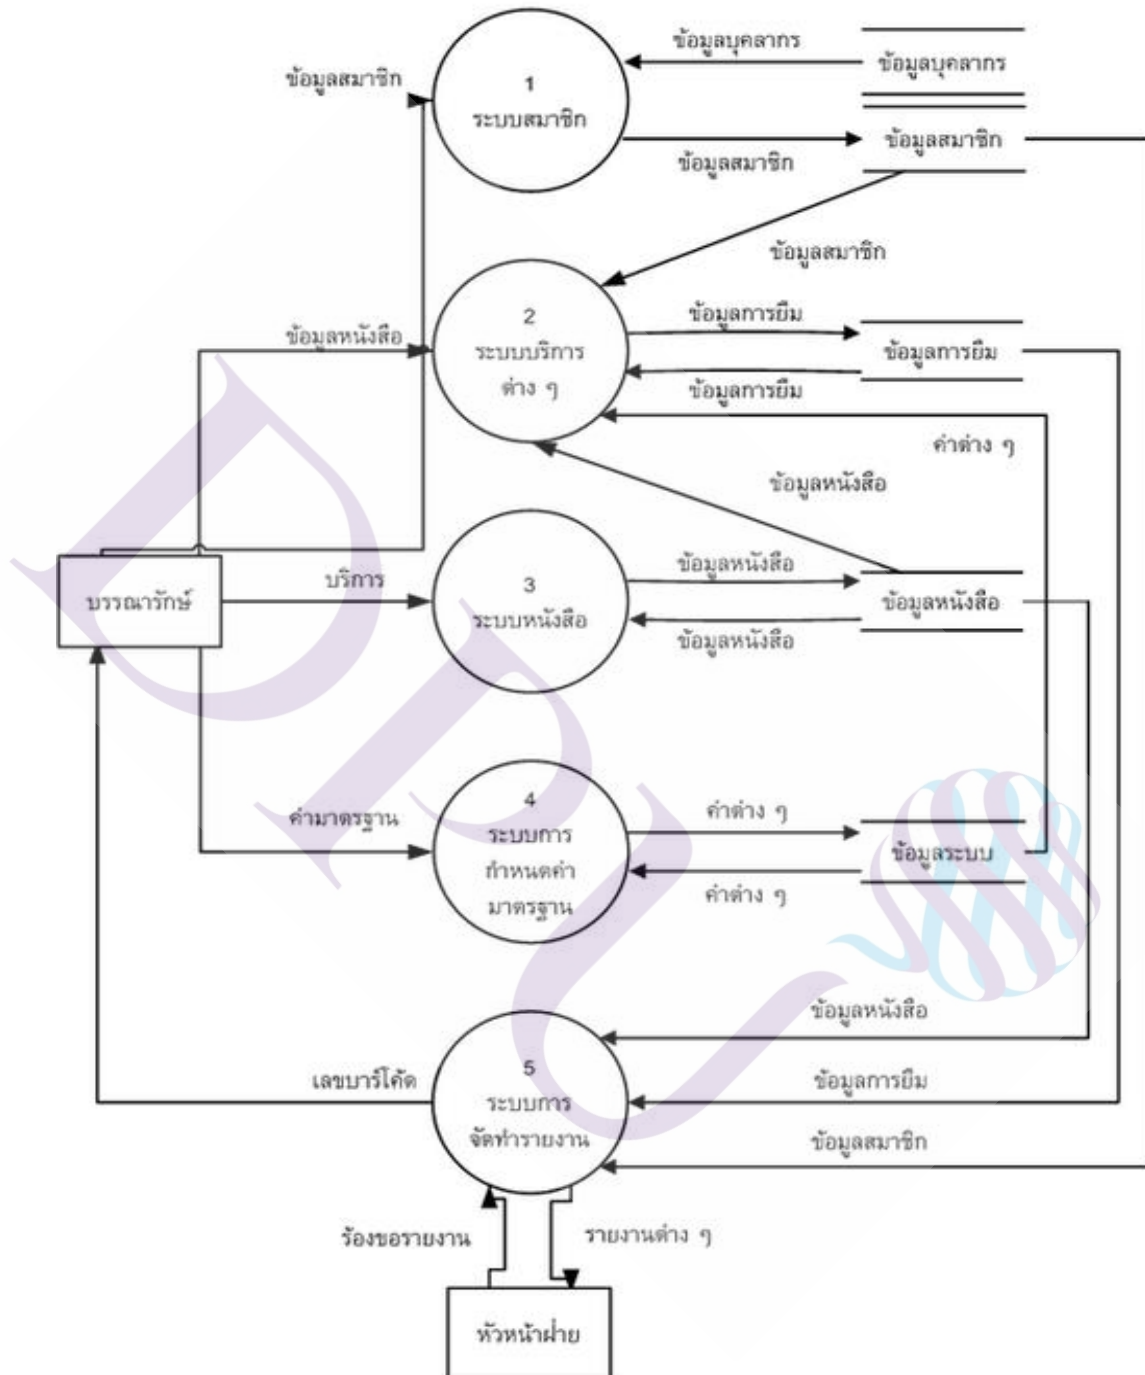 ข้อมูลบุคลากร
ข้อมูลบุคลากร
ข้อมูลสมาชิก
1
ระบบสมาชิก
ข้อมูลสมาชิก
ข้อมูลสมาชิก
ข้อมูลสมาชิก
2
ระบบบริการ
ต่าง ๆ
ข้อมูลหนังสือ
ข้อมูลการยืม
ข้อมูลการยืม
ข้อมูลการยืม
ค่าต่าง ๆ
ข้อมูลหนังสือ
บรรณารักษ์
บริการ
3
ระบบหนังสือ
ข้อมูลหนังสือ
ข้อมูลหนังสือ
ข้อมูลหนังสือ
4
ระบบการ
กำหนดค่า
มาตรฐาน
ค่ามาตรฐาน
ค่าต่าง ๆ
ข้อมูลระบบ
ค่าต่าง ๆ
ข้อมูลหนังสือ
5
ระบบการ
จัดทำรายงาน
เลขบาร์โค้ด
ข้อมูลการยืม
ข้อมูลสมาชิก
ร้องขอรายงาน
รายงานต่าง ๆ
หัวหน้าฝ่าย
DPU